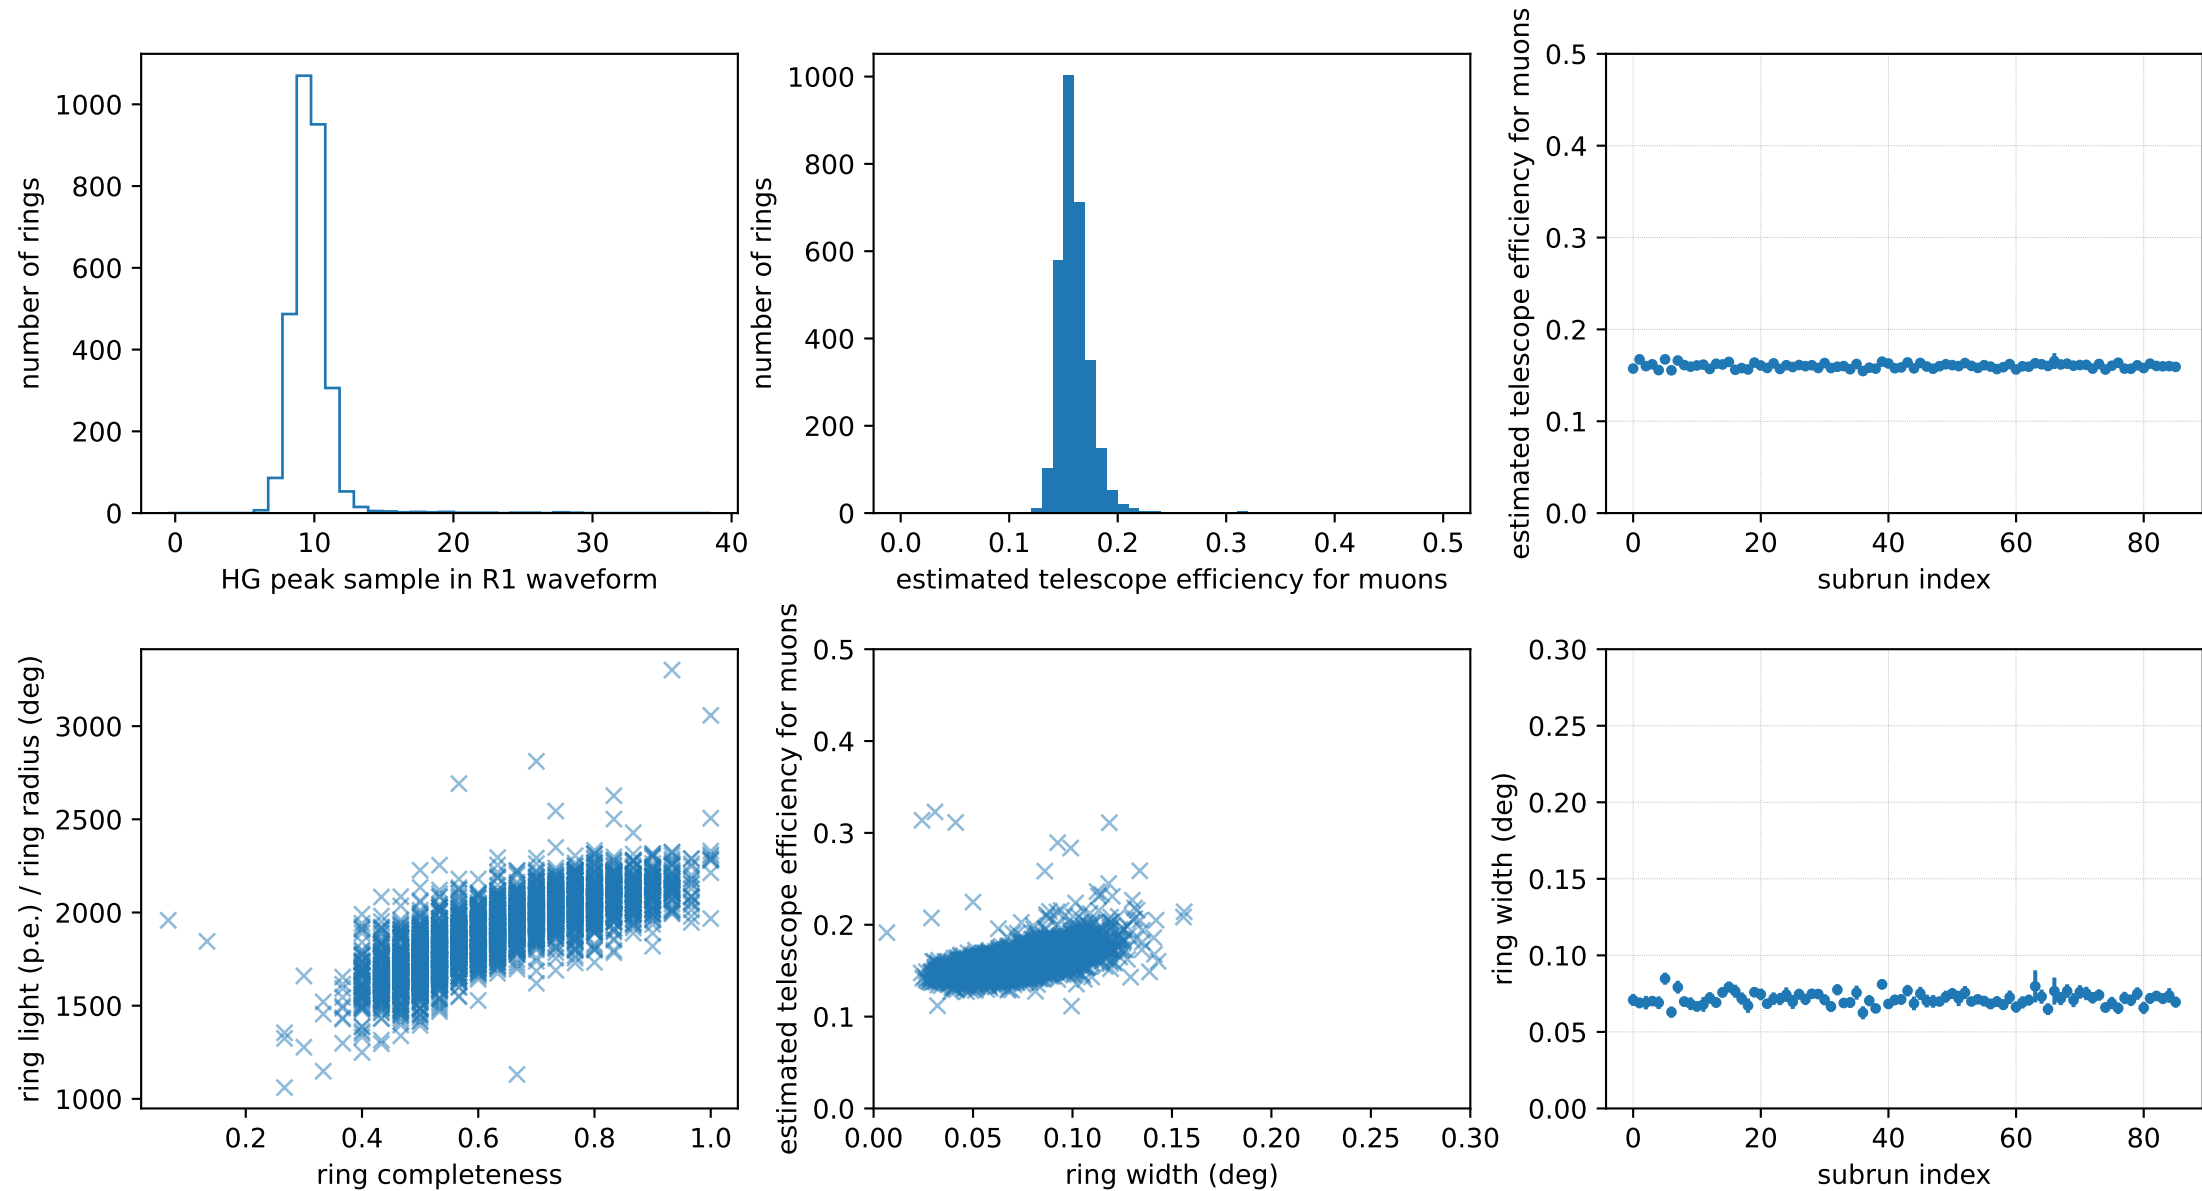 number of rings
1000
800
600
400
200
0
0 10 20 30 40
HG peak sample in R1 waveform
number of rings
1000
800
600
400
200
0
0.0 0.1 0.2 0.3 0.4 0.5
estimated telescope efficiency for muons
estimated telescope efficiency for muons
0.5
0.4
0.3
0.2
0.1
0.0
0 20 40 60 80
subrun index
ring light (p.e.) / ring radius (deg)
3000
2500
2000
1500
1000
0.2 0.4 0.6 0.8 1.0
ring completeness
estimated telescope efficiency for muons
0.5
0.4
0.3
0.2
0.1
0.0
0.00 0.05 0.10 0.15 0.20 0.25 0.30
ring width (deg)
ring width (deg)
0.30
0.25
0.20
0.15
0.10
0.05
0.00
0 20 40 60 80
subrun index